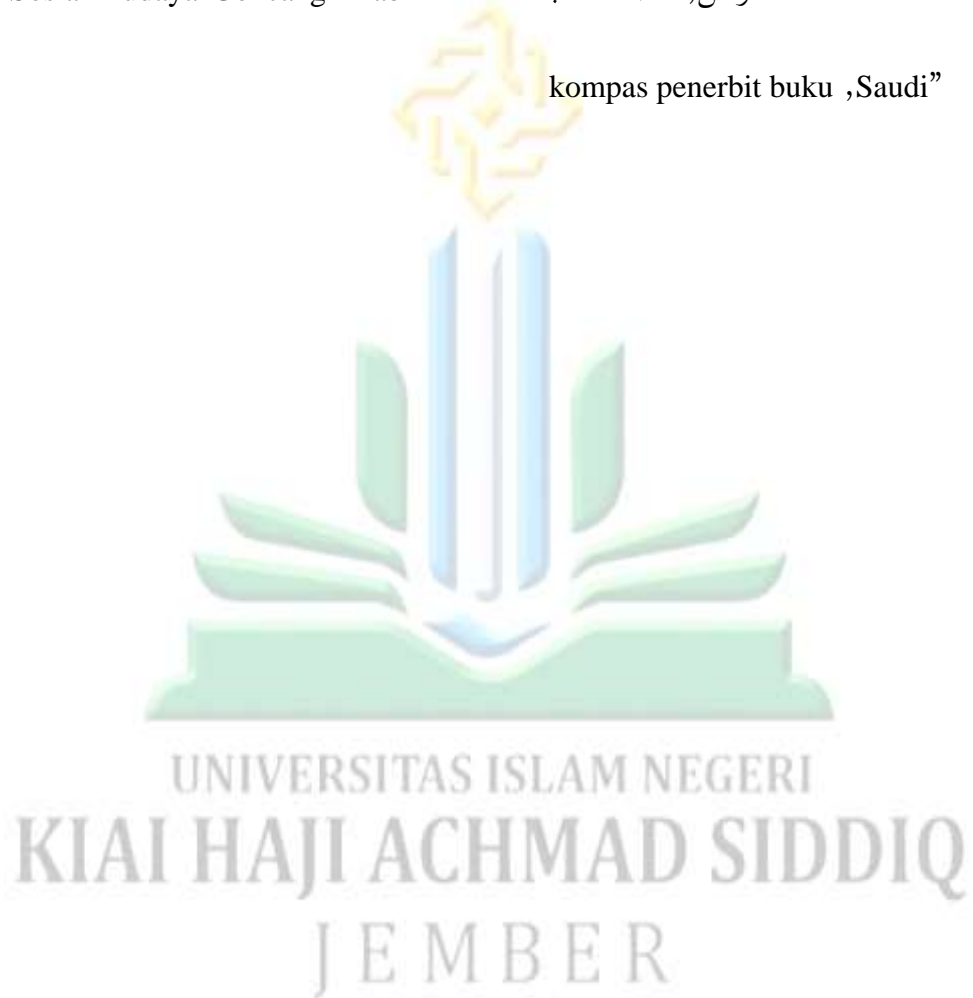 kompas penerbit buku ,Saudi”
UNIVERSITAS ISLAM NEGERI
KIAI HAJI ACHMAD SIDDIQ
JEMBER